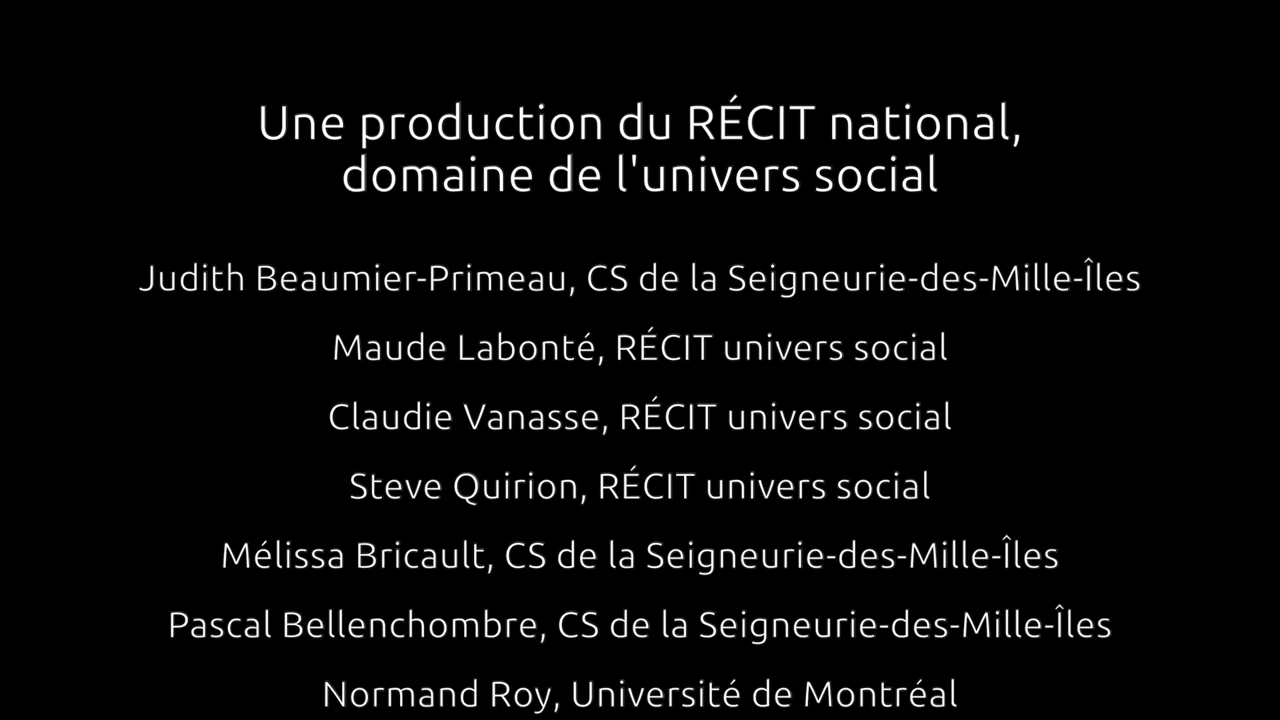 Une production du RÉCIT national,
domaine de l'univers social
Judith Beaumier-Primeau, CS de la Seigneurie-des-Mille-Îles
Maude Labonté, RÉCIT univers social
Claudie Vanasse, RÉCIT univers social
Steve Quirion, RÉCIT univers social
Mélissa Bricault, CS de la Seigneurie-des-Mille-Îles
Pascal Bellenchombre, CS de la Seigneurie-des-Mille-Îles
Normand Roy, Université de Montréal